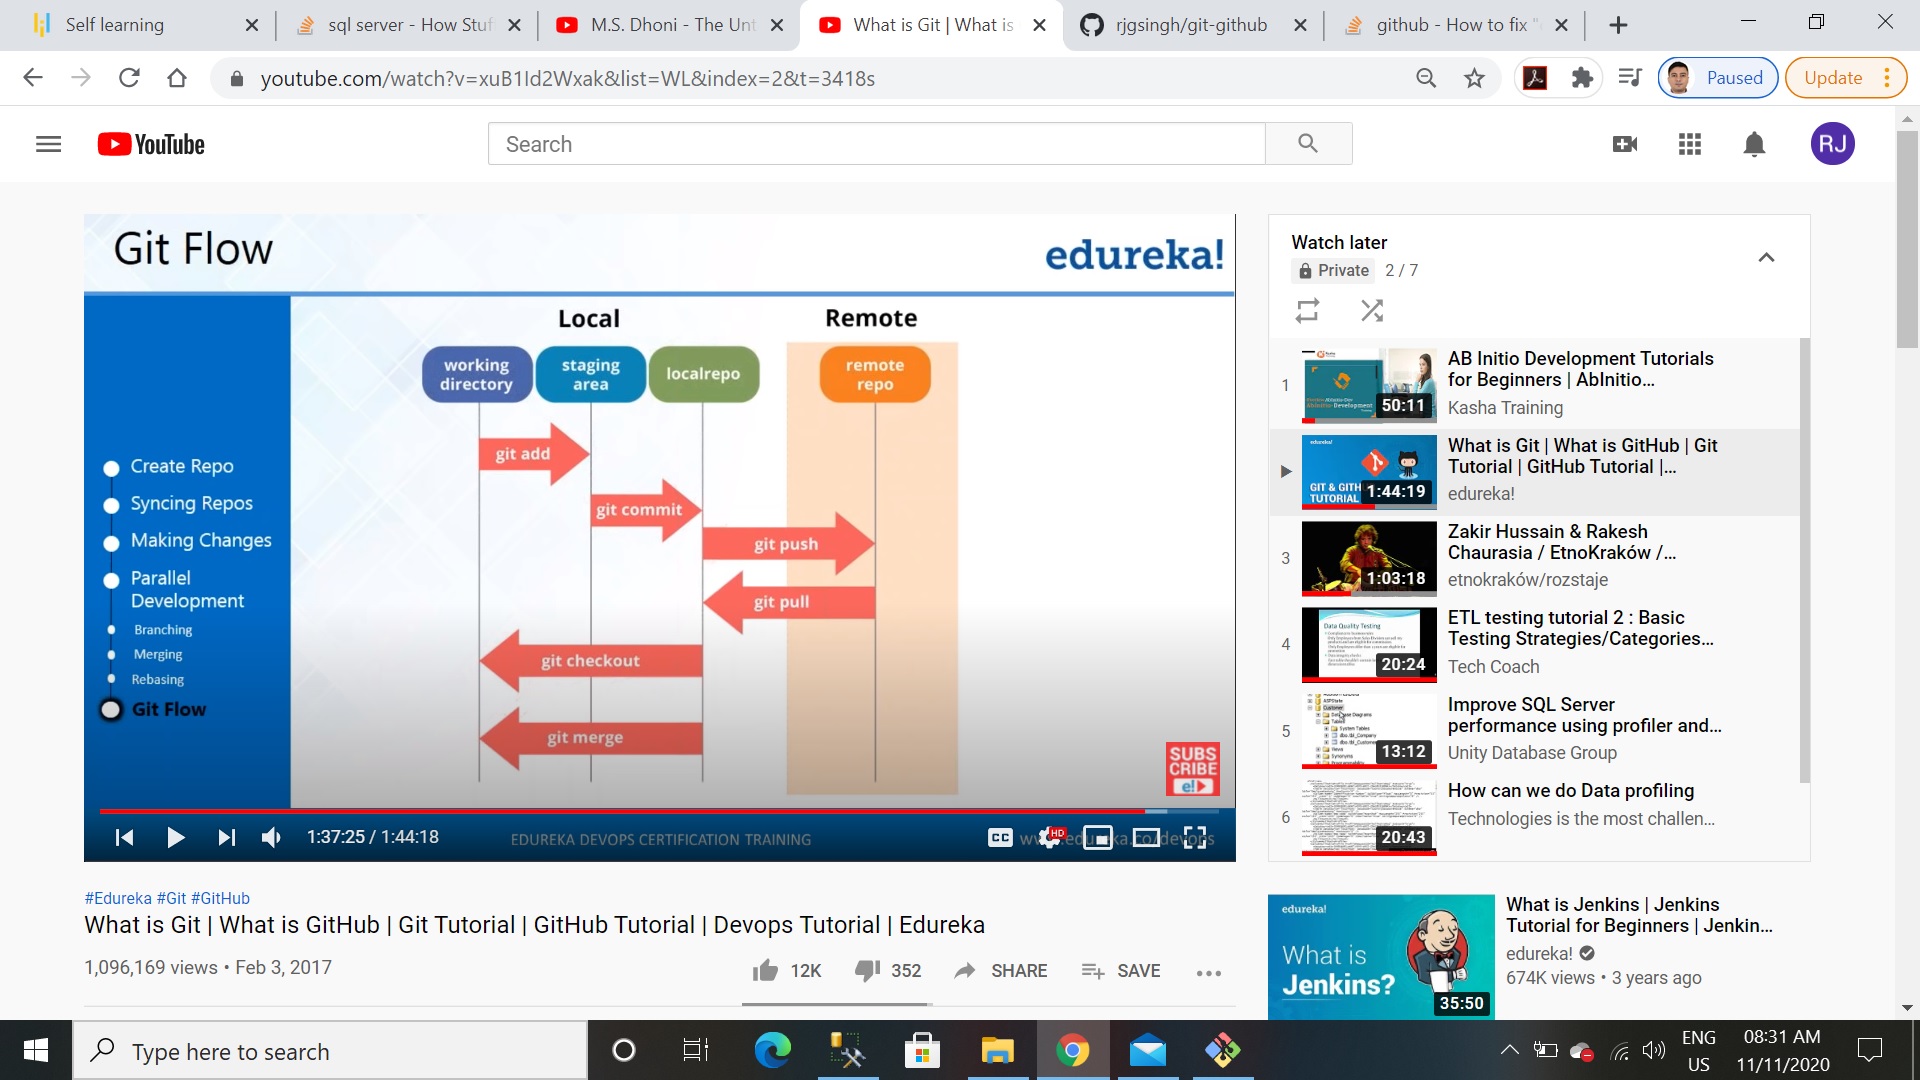 Self learning
sql server - How Stuf
M.S. Dhoni - The Unt
What is Git | What is
rjgsingh/git-github
github - How to fix "
youtube.com/watch?v=xuB1Id2Wxak&list=WL&index=2&t=3418s
Paused
Update
YouTube
Search
RJ
Git Flow
edureka!
Local
Remote
working
directory
staging
area
localrepo
remote
repo
git add
git commit
git push
git pull
git checkout
git merge
Create Repo
Syncing Repos
Making Changes
Parallel
Development
Branching
Merging
Rebasing
Git Flow
SUBS
CRIBE
e!
1:37:25 / 1:44:18
EDUREKA DEVOPS CERTIFICATION TRAINING
CC
HD
www.edureka.co/devops
Watch later
Private 2 / 7
1
50:11
AB Initio Development Tutorials
for Beginners | AbInitio...
Kasha Training
edureka!
GIT & GITH
TUTORIAL
1:44:19
What is Git | What is GitHub | Git
Tutorial | GitHub Tutorial |...
edureka!
3
1:03:18
Zakir Hussain & Rakesh
Chaurasia / EtnoKraków /...
etnokraków/rozstaje
4
Data Quality Testing
20:24
ETL testing tutorial 2 : Basic
Testing Strategies/Categories...
Tech Coach
5
13:12
Improve SQL Server
performance using profiler and...
Unity Database Group
6
20:43
How can we do Data profiling
Technologies is the most challen...
#Edureka #Git #GitHub
What is Git | What is GitHub | Git Tutorial | GitHub Tutorial | Devops Tutorial | Edureka
1,096,169 views • Feb 3, 2017
12K
352
SHARE
SAVE
edureka!
What is
Jenkins?
35:50
What is Jenkins | Jenkins
Tutorial for Beginners | Jenkin...
edureka!
674K views • 3 years ago
Type here to search
ENG
US
08:31 AM
11/11/2020